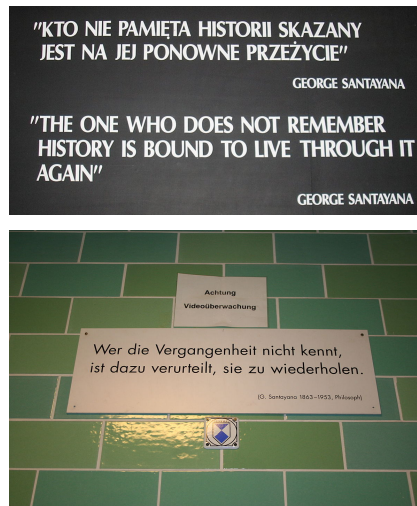 "KTO NIE PAMIĘTA HISTORII SKAZANY
JEST NA JEJ PONOWNE PRZEŻYCIE"
GEORGE SANTAYANA
"THE ONE WHO DOES NOT REMEMBER
HISTORY IS BOUND TO LIVE THROUGH IT
AGAIN"
GEORGE SANTAYANA
Achtung
Videoüberwachung
Wer die Vergangenheit nicht kennt,
ist dazu verurteilt, sie zu wiederholen.
(G. Santayana 1863–1953, Philosoph)